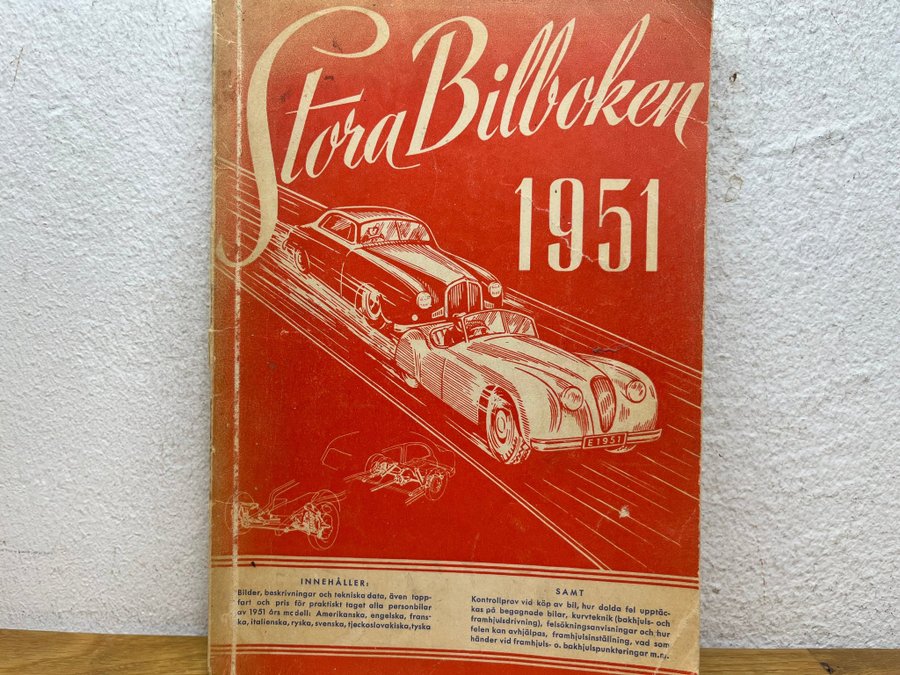 Stora Bilboken
1951
E1951
INNEHÅLLER:
Bilder, beskrivningar och tekniska data, även topp-
fart och pris för praktiskt taget alla personbilar
av 1951 års modell: Amerikanska, engelska, frans-
ka, italienska, ryska, svenska, tjeckoslovakiska, tyska
SAMT
Kontrollprov vid köp av bil, hur dolda fel upptäc-
kas på begagnade bilar, kurvteknik (bakhjuls- och
framhjulsdrivning), felsökningsanvisningar och hur
felen kan avhjälpas, framhjulsinställning, vad som
händer vid framhjuls- o. bakhjulspunkteringar m.m.